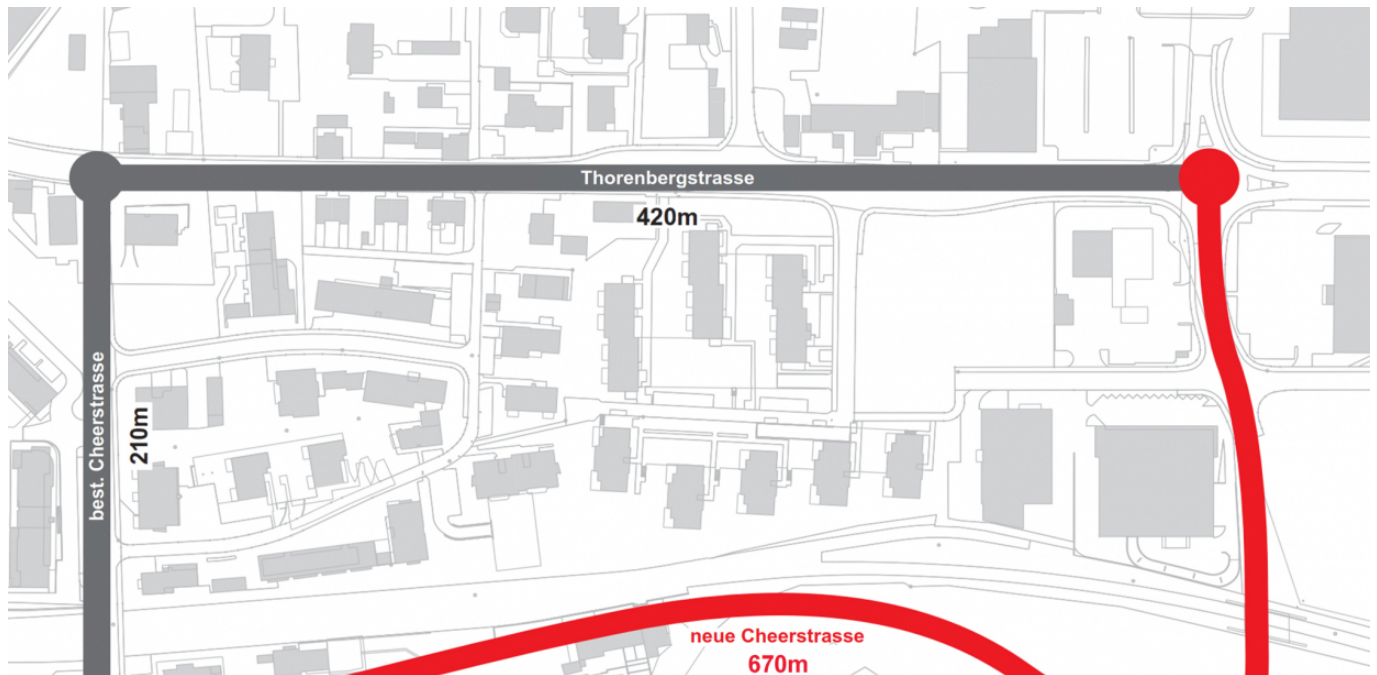 Thorenbergstrasse
420m
best. Cheerstrasse
210m
neue Cheerstrasse
670m